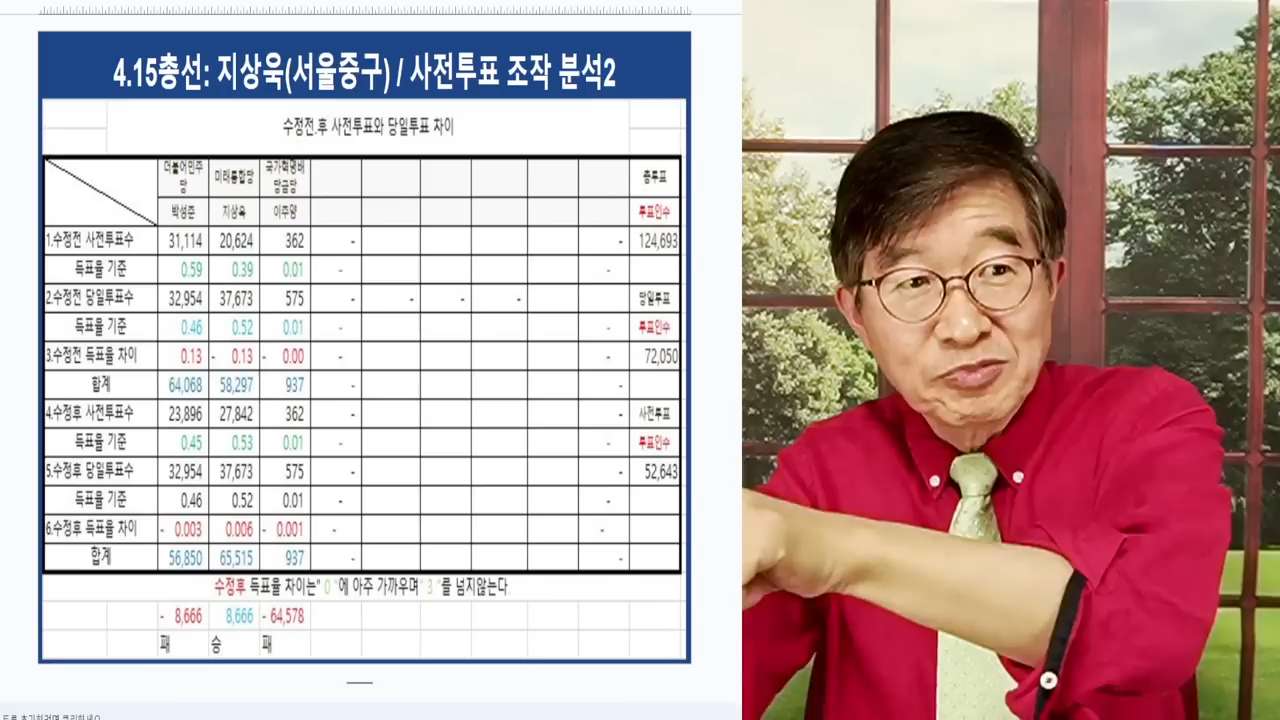 4.15총선: 지상욱(서울중구) / 사전투표 조작 분석2
수정전.후 사전투표와 당일투표 차이
더불어민주당 미래통합당 국가혁명배당금당 총투표
박성준 지상욱 이주양 투표인수
1.수정전 사전투표수 31,114 20,624 362 - - 124,693
득표율 기준 0.59 0.39 0.01 - -
2.수정전 당일투표수 32,954 37,673 575 - - - - 당일투표
득표율 기준 0.46 0.52 0.01 - - 투표인수
3.수정전 득표율 차이 0.13 - 0.13 - 0.00 - - 72,050
합계 64,068 58,297 937 - -
4.수정후 사전투표수 23,896 27,842 362 - - 사전투표
득표율 기준 0.45 0.53 0.01 - - 투표인수
5.수정후 당일투표수 32,954 37,673 575 - - 52,643
득표율 기준 0.46 0.52 0.01 - -
6.수정후 득표율 차이 - 0.003 0.006 - 0.001 - -
합계 56,850 65,515 937 - -
수정후 득표율 차이는" 0 "에 아주 가까우며" 3 "를 넘지않는다.
- 8,666 8,666 - 64,578
패 승 패